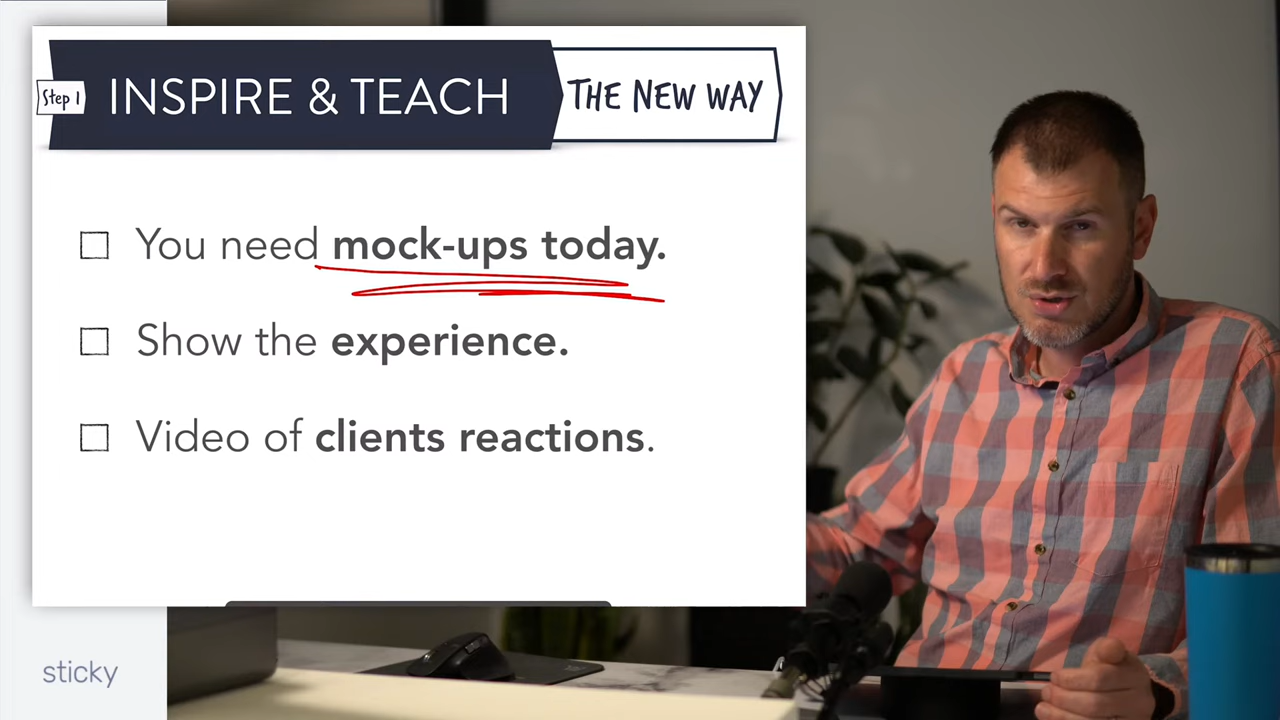 Step 1
INSPIRE & TEACH
THE NEW WAY
You need mock-ups today.
Show the experience.
Video of clients reactions.
sticky